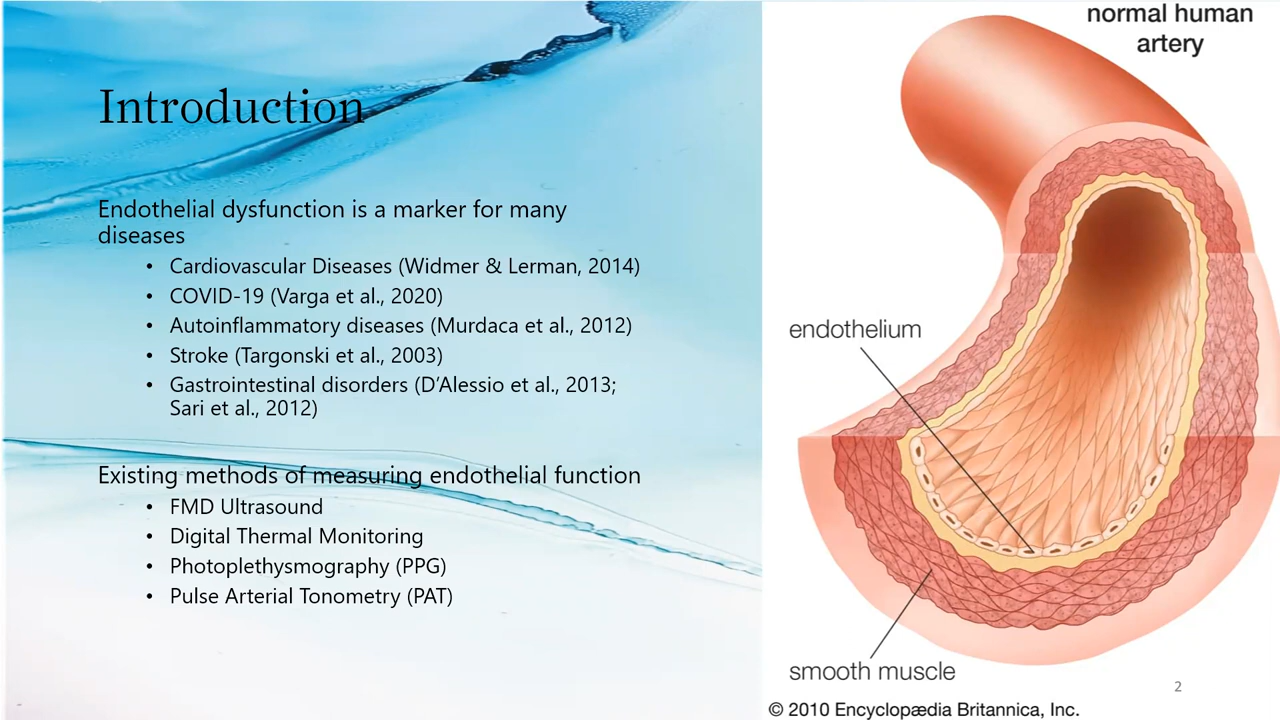 Introduction
Endothelial dysfunction is a marker for many
diseases
• Cardiovascular Diseases (Widmer & Lerman, 2014)
• COVID-19 (Varga et al., 2020)
• Autoinflammatory diseases (Murdaca et al., 2012)
• Stroke (Targonski et al., 2003)
• Gastrointestinal disorders (D’Alessio et al., 2013;
Sari et al., 2012)
Existing methods of measuring endothelial function
• FMD Ultrasound
• Digital Thermal Monitoring
• Photoplethysmography (PPG)
• Pulse Arterial Tonometry (PAT)
normal human
artery
endothelium
smooth muscle
2
© 2010 Encyclopædia Britannica, Inc.